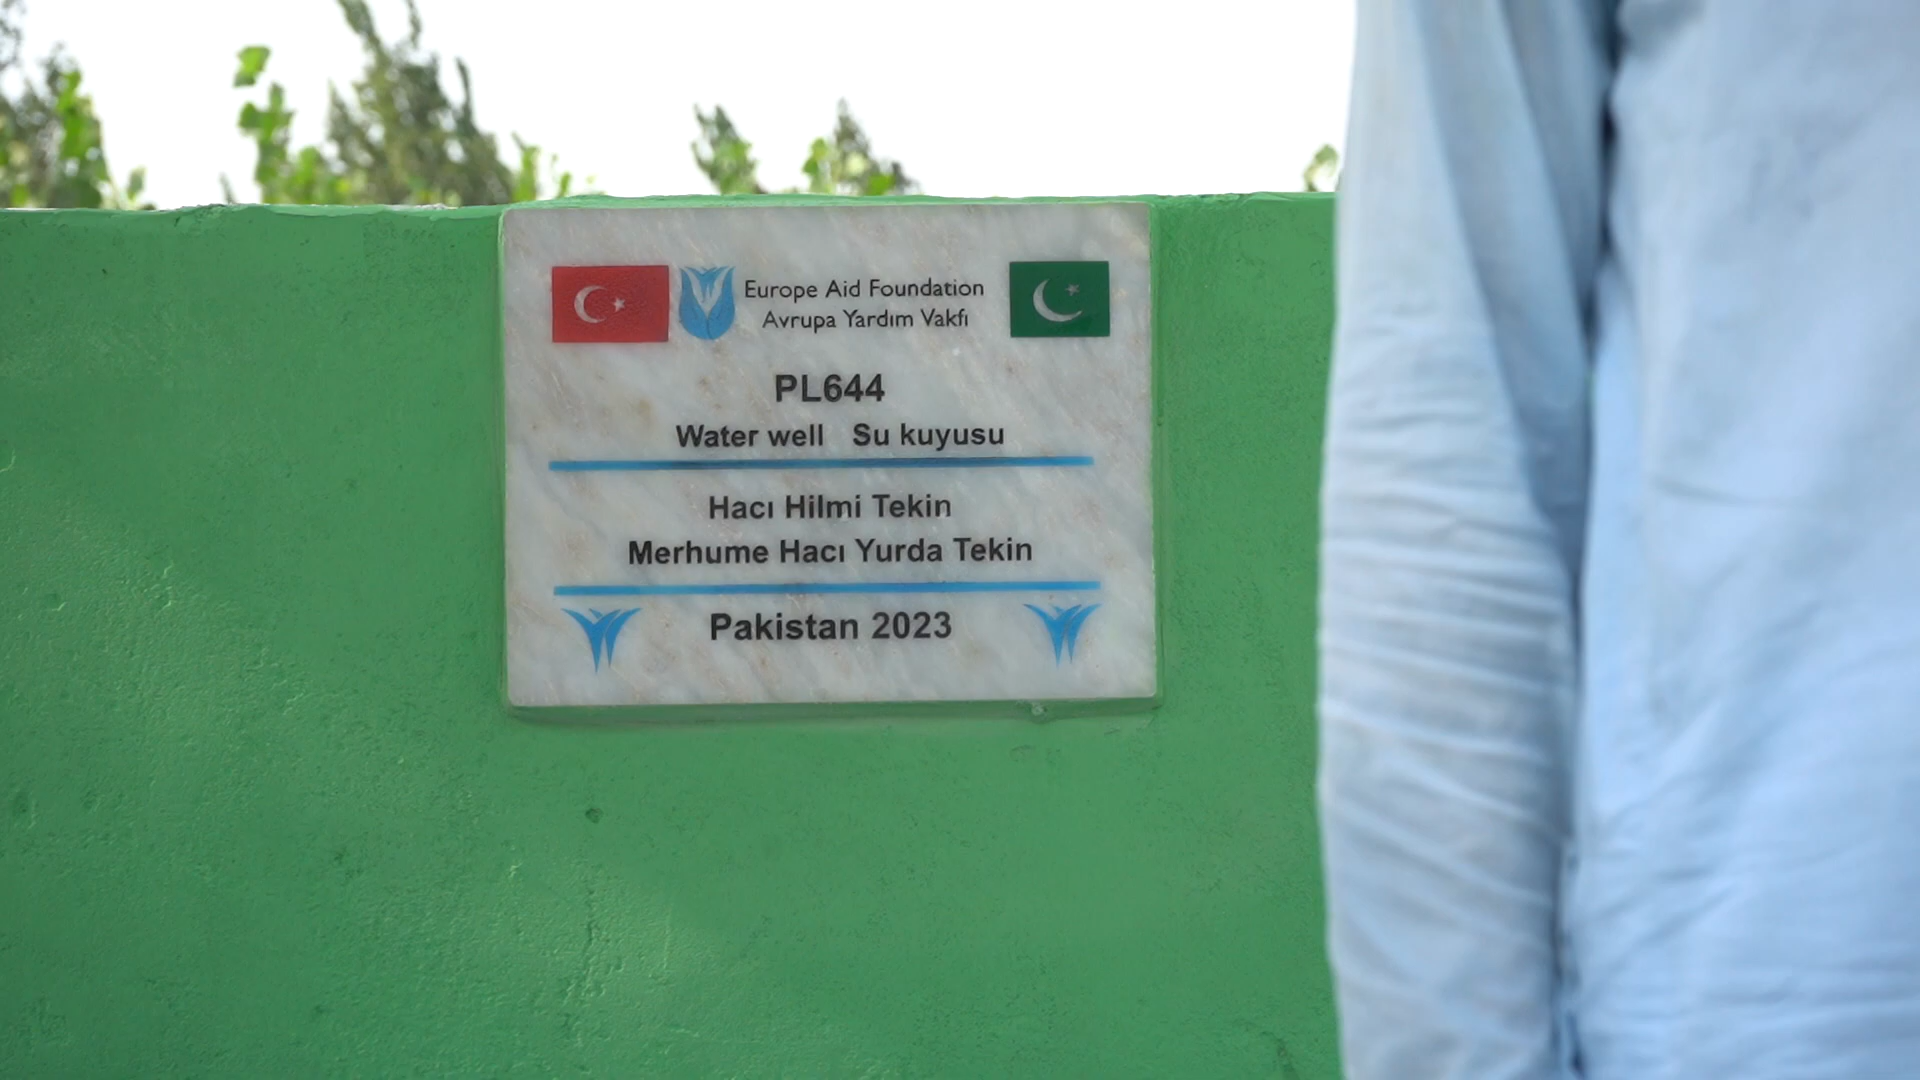 Europe Aid Foundation
Avrupa Yardım Vakfı
PL644
Water well Su kuyusu
Hacı Hilmi Tekin
Merhume Hacı Yurda Tekin
Pakistan 2023